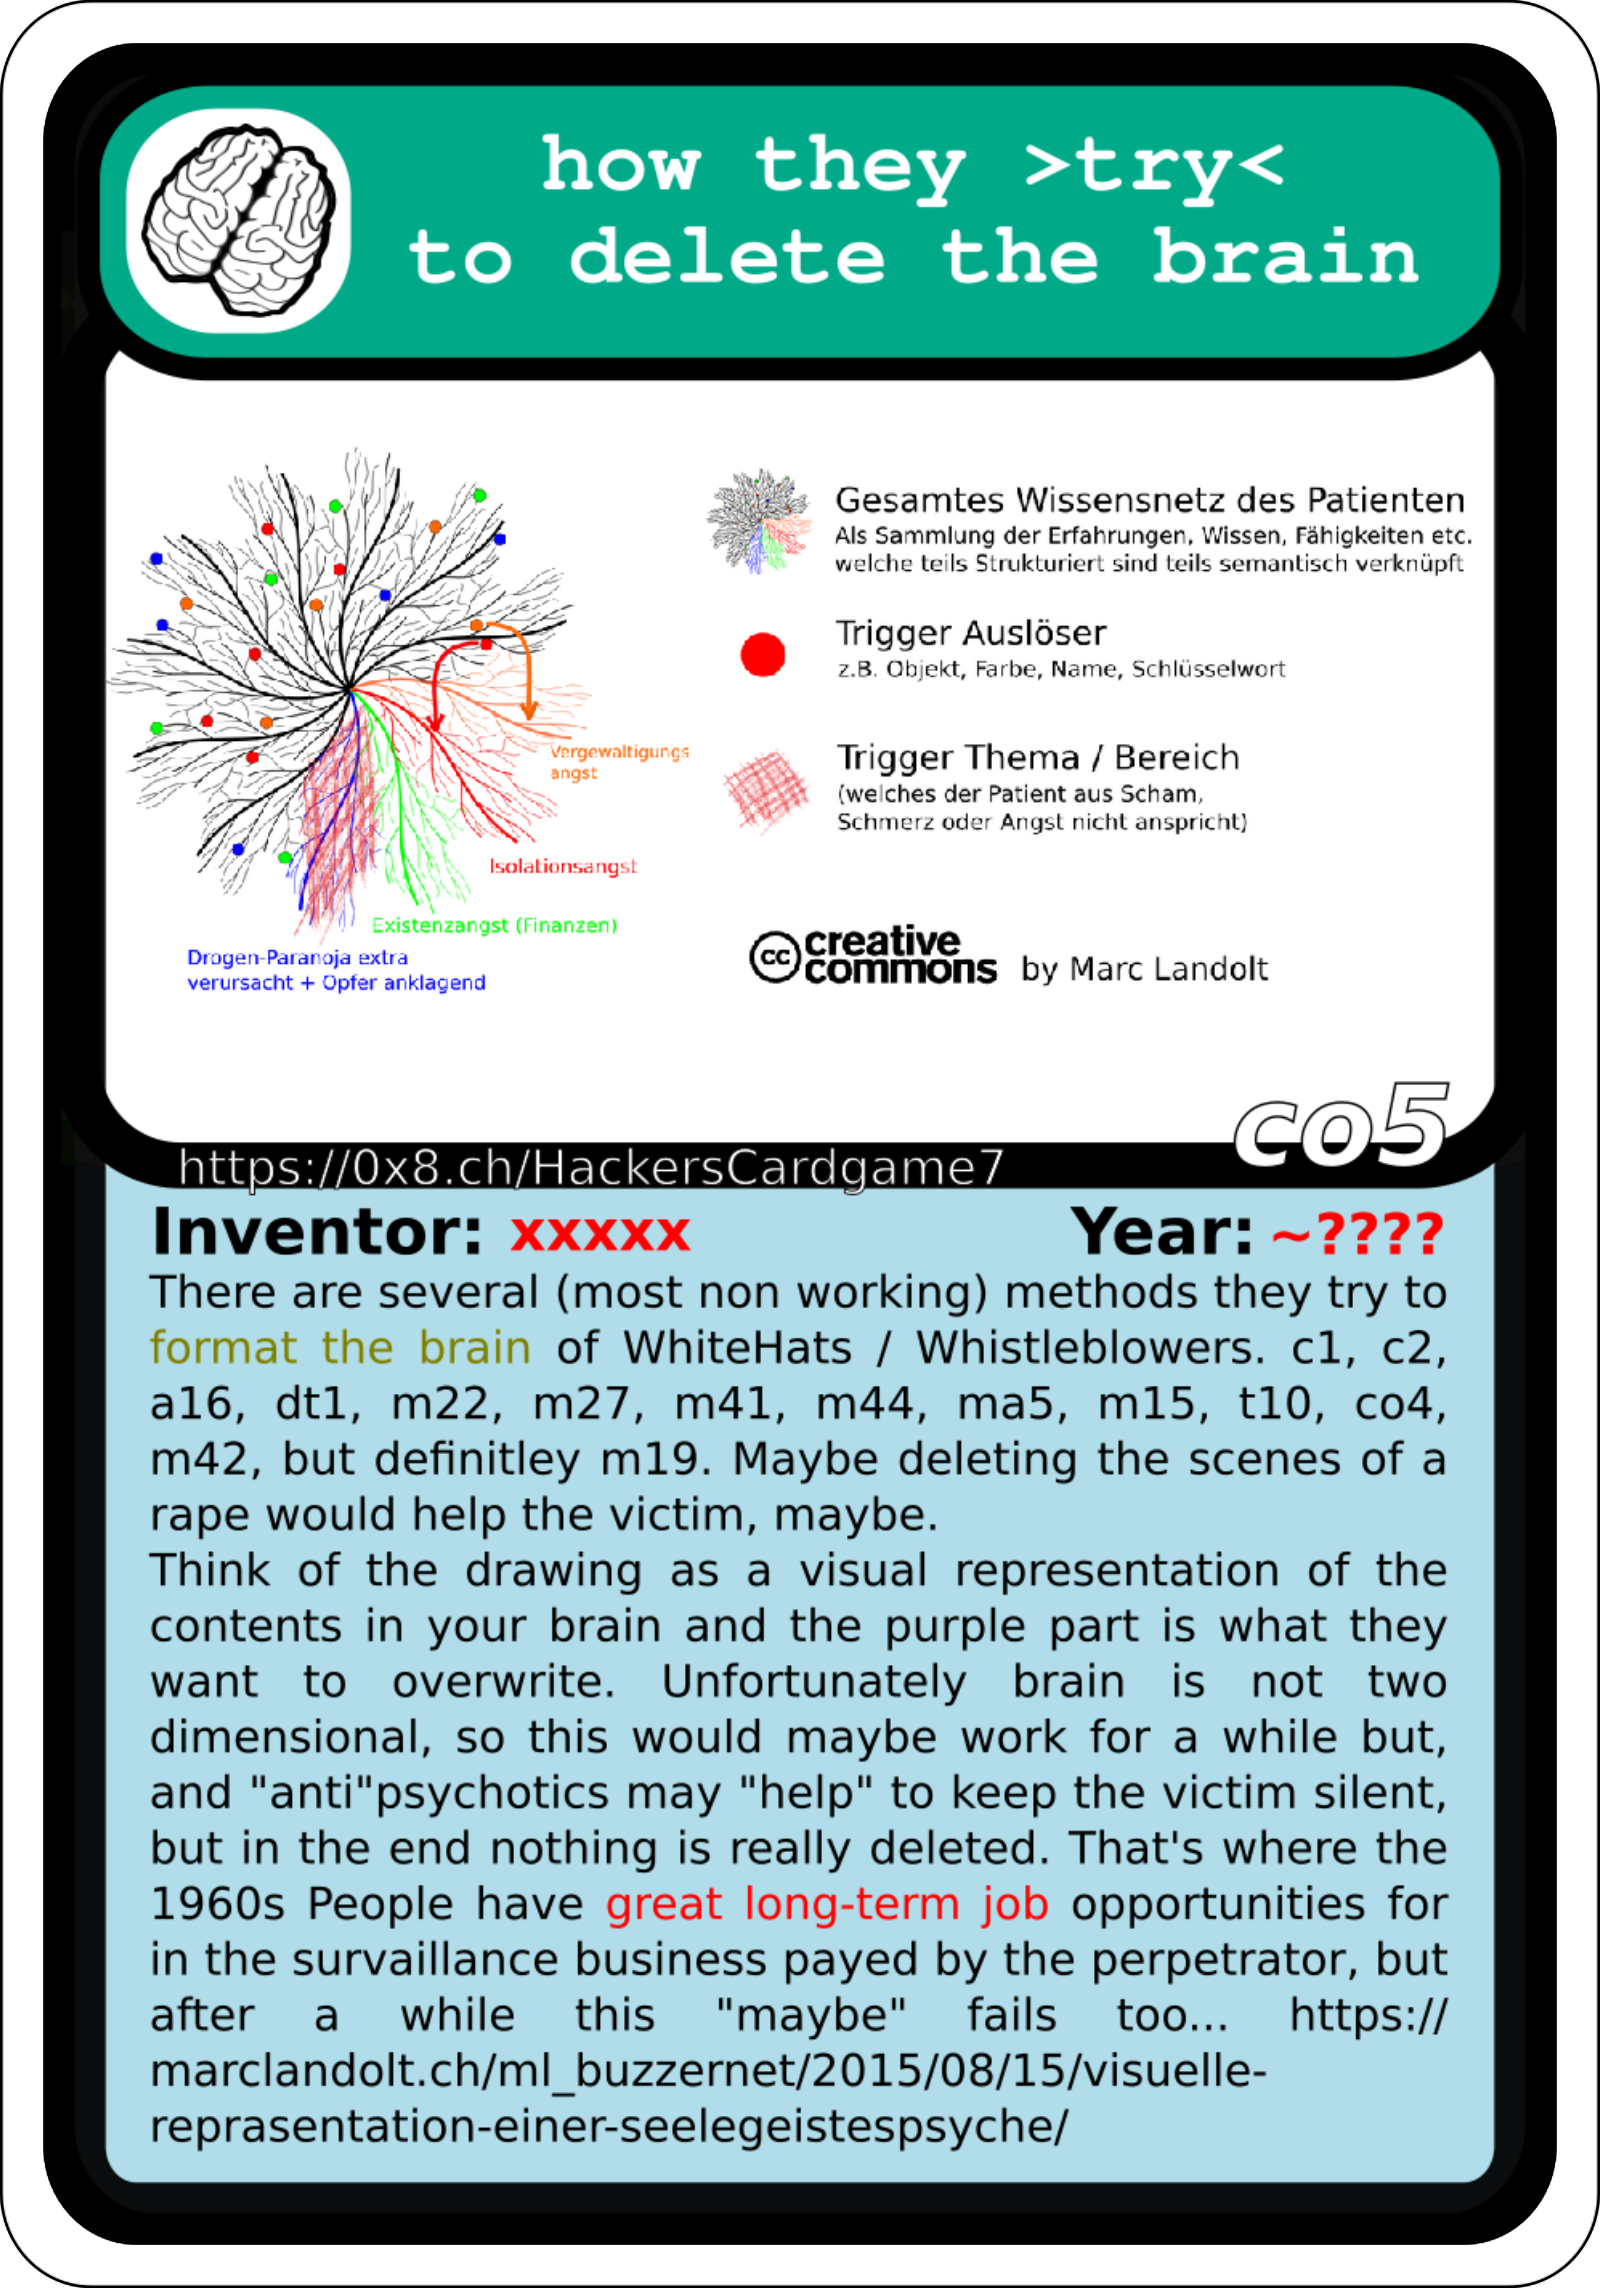 how they >try<
to delete the brain
Gesamtes Wissensnetz des Patienten
Als Sammlung der Erfahrungen, Wissen, Fähigkeiten etc.
welche teils Strukturiert sind teils semantisch verknüpft
Trigger Auslöser
z.B. Objekt, Farbe, Name, Schlüsselwort
Trigger Thema / Bereich
(welches der Patient aus Scham,
Schmerz oder Angst nicht anspricht)
Vergewaltigungs
angst
Isolationsangst
Existenzangst (Finanzen)
Drogen-Paranoja extra
verursacht + Opfer anklagend
cc creative
commons by Marc Landolt
co5
https://0x8.ch/HackersCardgame7
Inventor: xxxxx Year: ~????
There are several (most non working) methods they try to
format the brain of WhiteHats / Whistleblowers. c1, c2,
a16, dt1, m22, m27, m41, m44, ma5, m15, t10, co4,
m42, but definitley m19. Maybe deleting the scenes of a
rape would help the victim, maybe.
Think of the drawing as a visual representation of the
contents in your brain and the purple part is what they
want to overwrite. Unfortunately brain is not two
dimensional, so this would maybe work for a while but,
and "anti"psychotics may "help" to keep the victim silent,
but in the end nothing is really deleted. That's where the
1960s People have great long-term job opportunities for
in the survaillance business payed by the perpetrator, but
after a while this "maybe" fails too... https://
marclandolt.ch/ml_buzzernet/2015/08/15/visuelle-
reprasentation-einer-seelegeistespsyche/